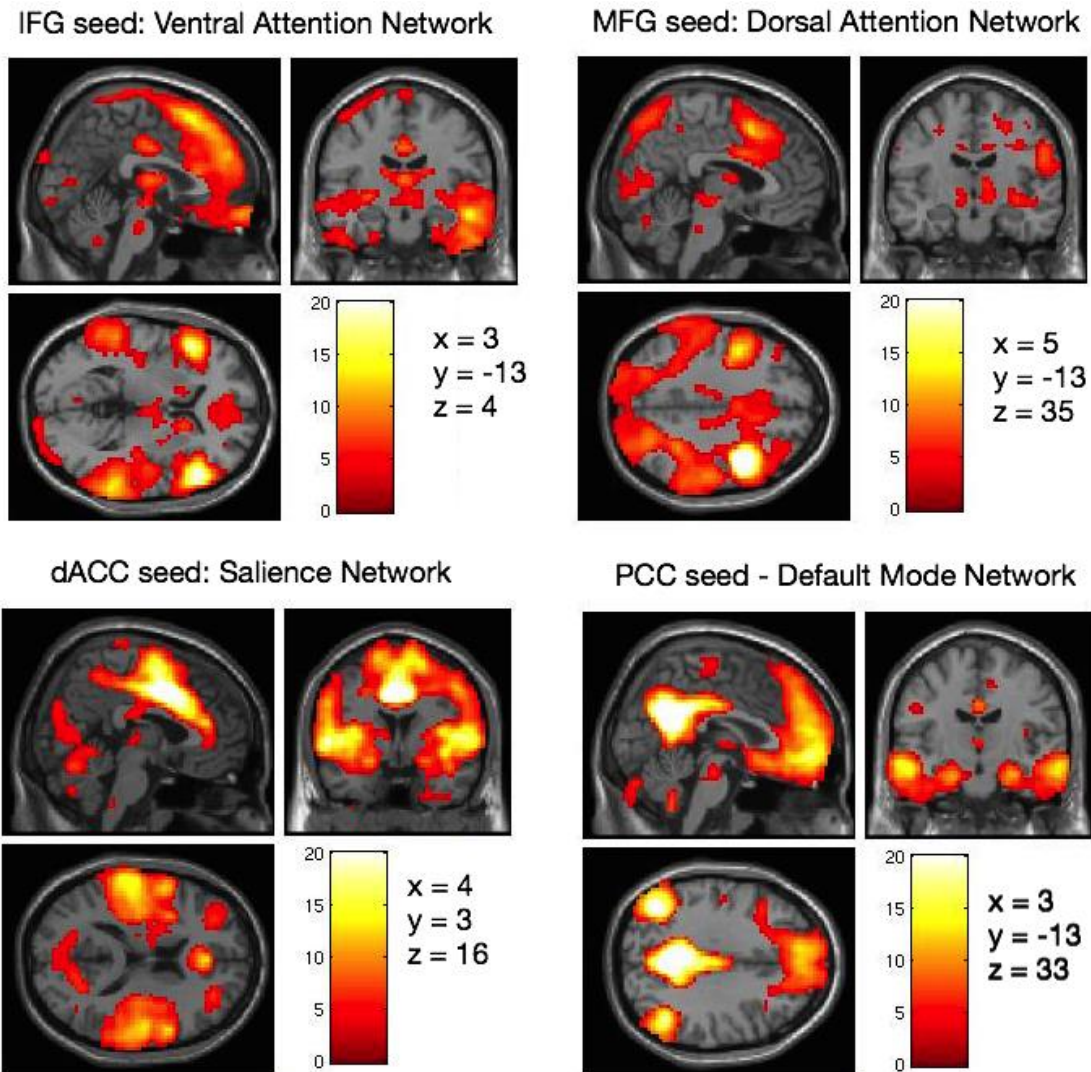 IFG seed: Ventral Attention Network
20
15
10
5
0
x = 3
y = -13
z = 4
MFG seed: Dorsal Attention Network
20
15
10
5
0
x = 5
y = -13
z = 35
dACC seed: Salience Network
20
15
10
5
0
x = 4
y = 3
z = 16
PCC seed - Default Mode Network
20
15
10
5
0
x = 3
y = -13
z = 33